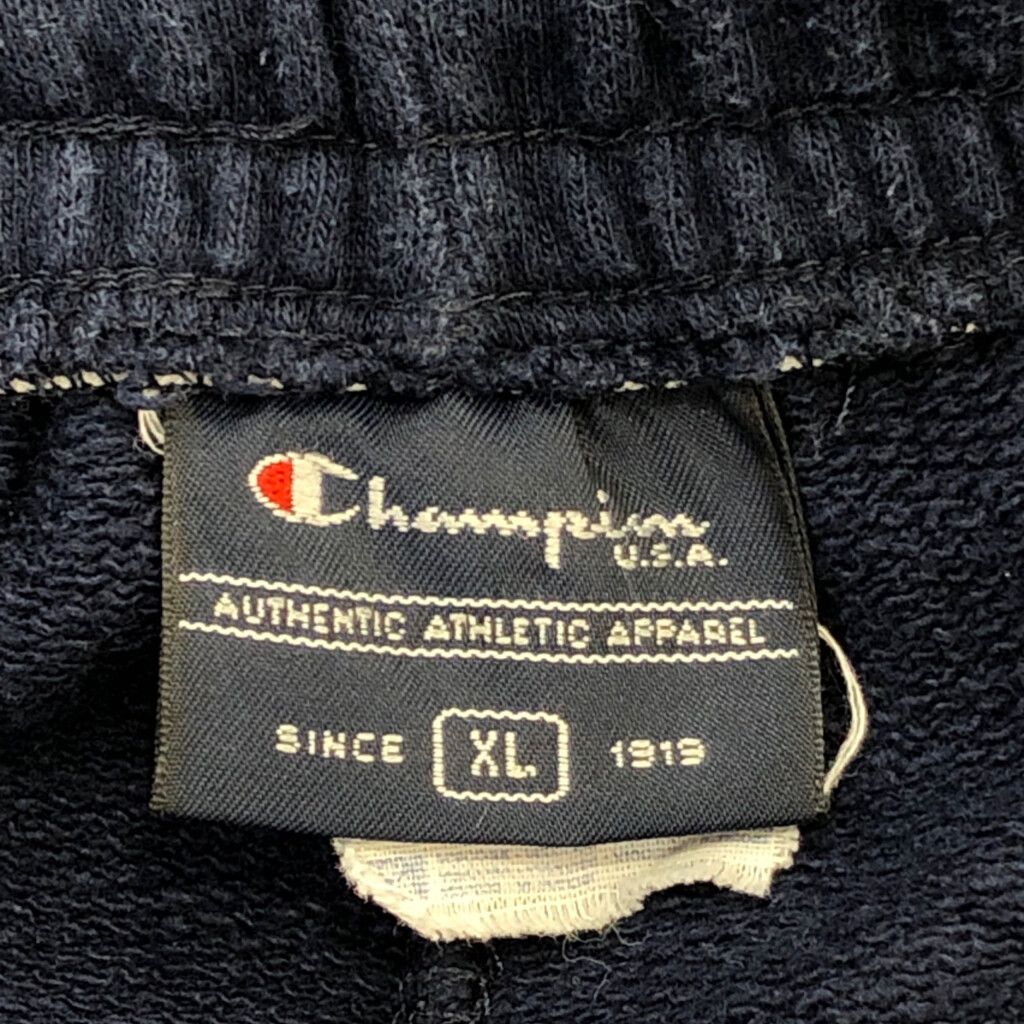 Champion
U.S.A.
AUTHENTIC ATHLETIC APPAREL
SINCE XL 1919